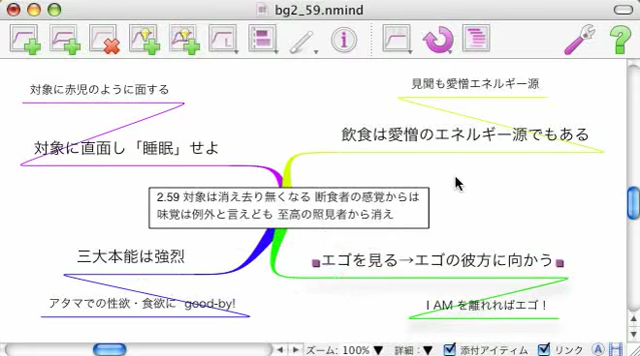 bg2_59.nmind
対象に赤児のように面する
見聞も愛憎エネルギー源
対象に直面し「睡眠」せよ
飲食は愛憎のエネルギー源でもある
2.59 対象は消え去り無くなる 断食者の感覚からは
味覚は例外と言えども 至高の照見者から消え
三大本能は強烈
エゴを見る→エゴの彼方に向かう
アタマでの性欲・食欲に good-by!
I AM を離れればエゴ！
ズーム: 100% 詳細: 添付アイテム リンク